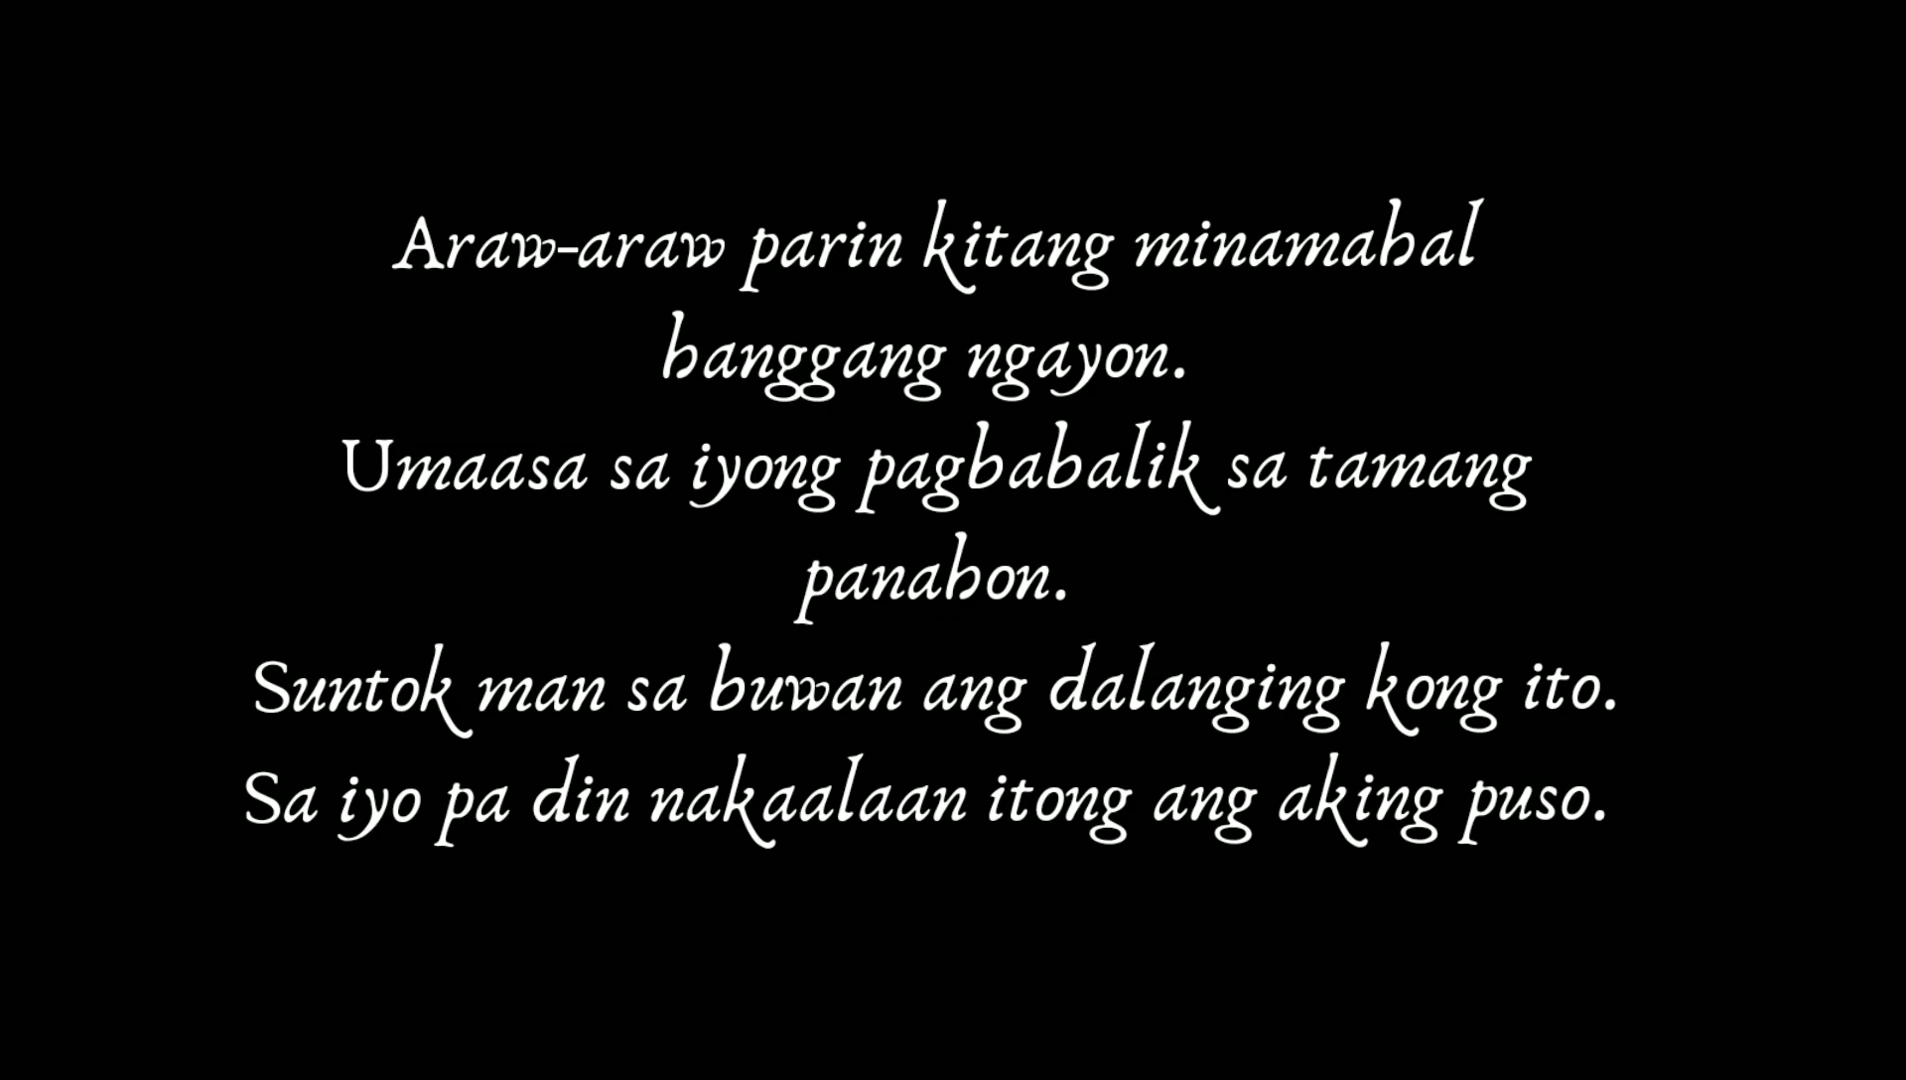 Araw-araw parin kitang minamahal
hanggang ngayon.
Umaasa sa iyong pagbabalik sa tamang
panahon.
Suntok man sa buwan ang dalanging kong ito.
Sa iyo pa din nakaalaan itong ang aking puso.